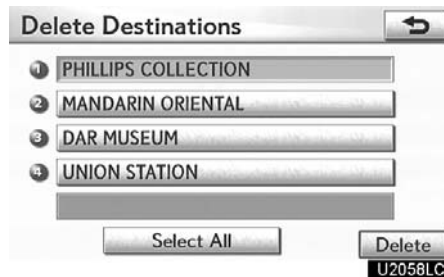 Delete Destinations
1 PHILLIPS COLLECTION
2 MANDARIN ORIENTAL
3 DAR MUSEUM
4 UNION STATION
Select All
Delete
U2058LC